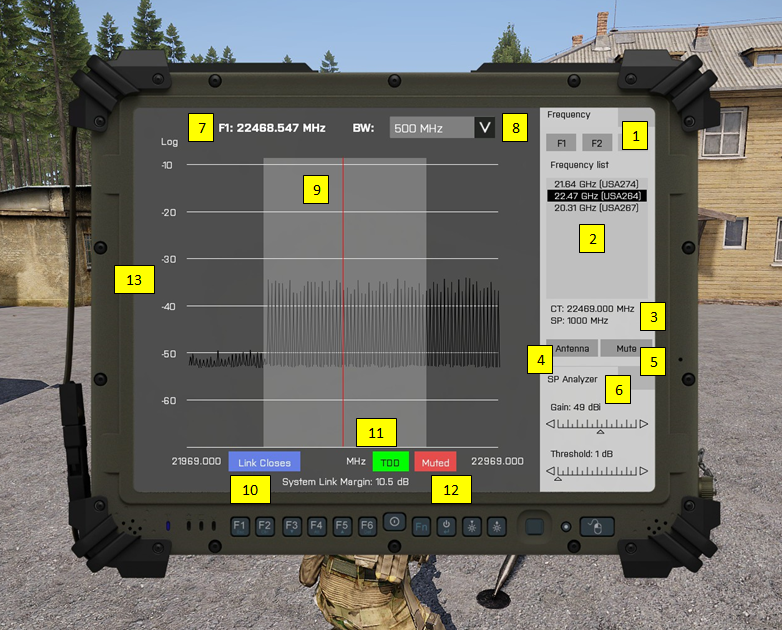 Frequency
7
F1: 22468.547 MHz
BW:
500 MHz
V
8
1
F1
F2
Log
Frequency list
-10
21.64 GHz (USA274)
22.47 GHz (USA264)
20.31 GHz (USA267)
9
-20
2
-30
13
-40
CT: 22469.000 MHz
SP: 1000 MHz
3
-50
4
Antenna
Mute
5
SP Analyzer
6
-60
Gain: 49 dBi
11
21969.000
Link Closes
MHz
TDD
Muted
22969.000
Threshold: 1 dB
10
System Link Margin: 10.5 dB
12
F1
F2
F3
F4
F5
F6
Fn